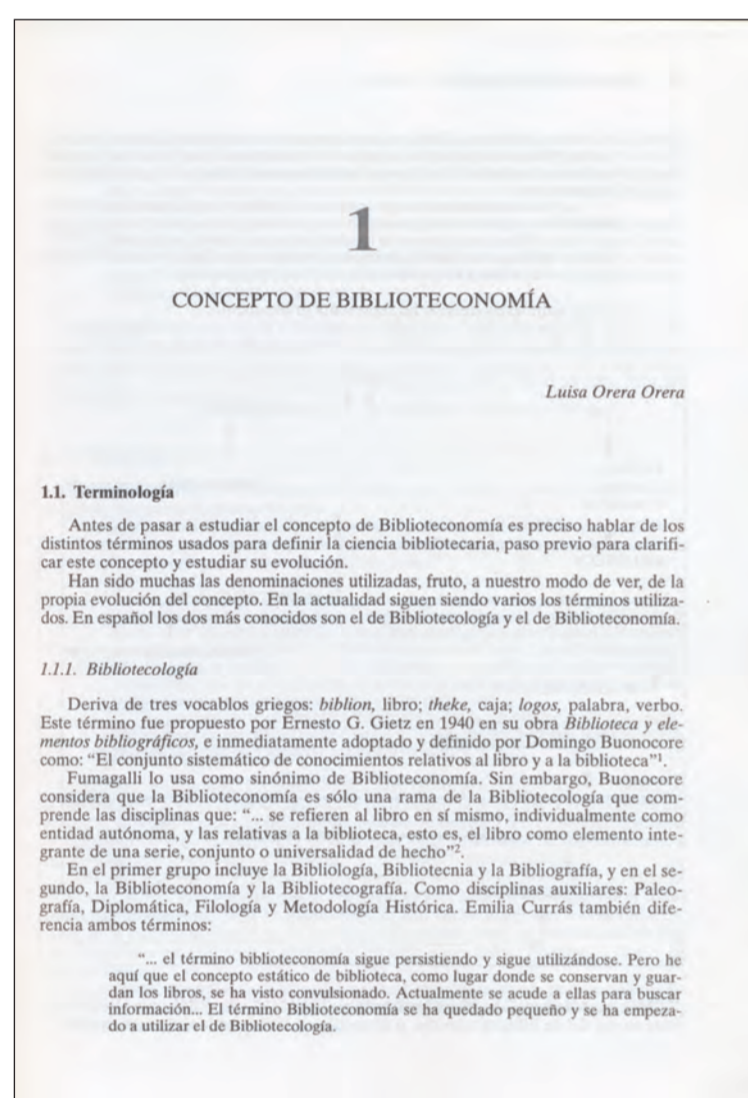 1
CONCEPTO DE BIBLIOTECONOMÍA
Luisa Orera Orera
1.1. Terminología
Antes de pasar a estudiar el concepto de Biblioteconomía es preciso hablar de los
distintos términos usados para definir la ciencia bibliotecaria, paso previo para clarifi-
car este concepto y estudiar su evolución.
Han sido muchas las denominaciones utilizadas, fruto, a nuestro modo de ver, de la
propia evolución del concepto. En la actualidad siguen siendo varios los términos utiliza-
dos. En español los dos más conocidos son el de Bibliotecología y el de Biblioteconomía.
1.1.1. Bibliotecología
Deriva de tres vocablos griegos: biblion, libro; theke, caja; logos, palabra, verbo.
Este término fue propuesto por Ernesto G. Gietz en 1940 en su obra Biblioteca y ele-
mentos bibliográficos, e inmediatamente adoptado y definido por Domingo Buonocore
como: “El conjunto sistemático de conocimientos relativos al libro y a la biblioteca”¹.
Fumagalli lo usa como sinónimo de Biblioteconomía. Sin embargo, Buonocore
considera que la Biblioteconomía es sólo una rama de la Bibliotecología que com-
prende las disciplinas que: “... se refieren al libro en sí mismo, individualmente como
entidad autónoma, y las relativas a la biblioteca, esto es, el libro como elemento inte-
grante de una serie, conjunto o universalidad de hecho”².
En el primer grupo incluye la Bibliología, Bibliotecnia y la Bibliografía, y en el se-
gundo, la Biblioteconomía y la Bibliotecografía. Como disciplinas auxiliares: Paleo-
grafía, Diplomática, Filología y Metodología Histórica. Emilia Currás también dife-
rencia ambos términos:
“... el término biblioteconomía sigue persistiendo y sigue utilizándose. Pero he
aquí que el concepto estático de biblioteca, como lugar donde se conservan y guar-
dan los libros, se ha visto convulsionado. Actualmente se acude a ellas para buscar
información... El término Biblioteconomía se ha quedado pequeño y se ha empeza-
do a utilizar el de Bibliotecología.